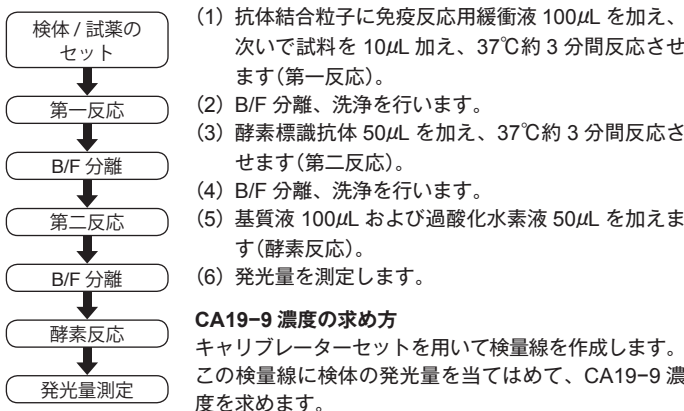 検体 / 試薬の
セット
第一反応
B/F 分離
第二反応
B/F 分離
酵素反応
発光量測定
(1) 抗体結合粒子に免疫反応用緩衝液 100μL を加え、
次いで試料を 10μL 加え、37℃約 3 分間反応させ
ます(第一反応)。
(2) B/F 分離、洗浄を行います。
(3) 酵素標識抗体 50μL を加え、37℃約 3 分間反応さ
せます(第二反応)。
(4) B/F 分離、洗浄を行います。
(5) 基質液 100μL および過酸化水素液 50μL を加えま
す(酵素反応)。
(6) 発光量を測定します。
CA19−9 濃度の求め方
キャリブレーターセットを用いて検量線を作成します。
この検量線に検体の発光量を当てはめて、CA19−9 濃
度を求めます。